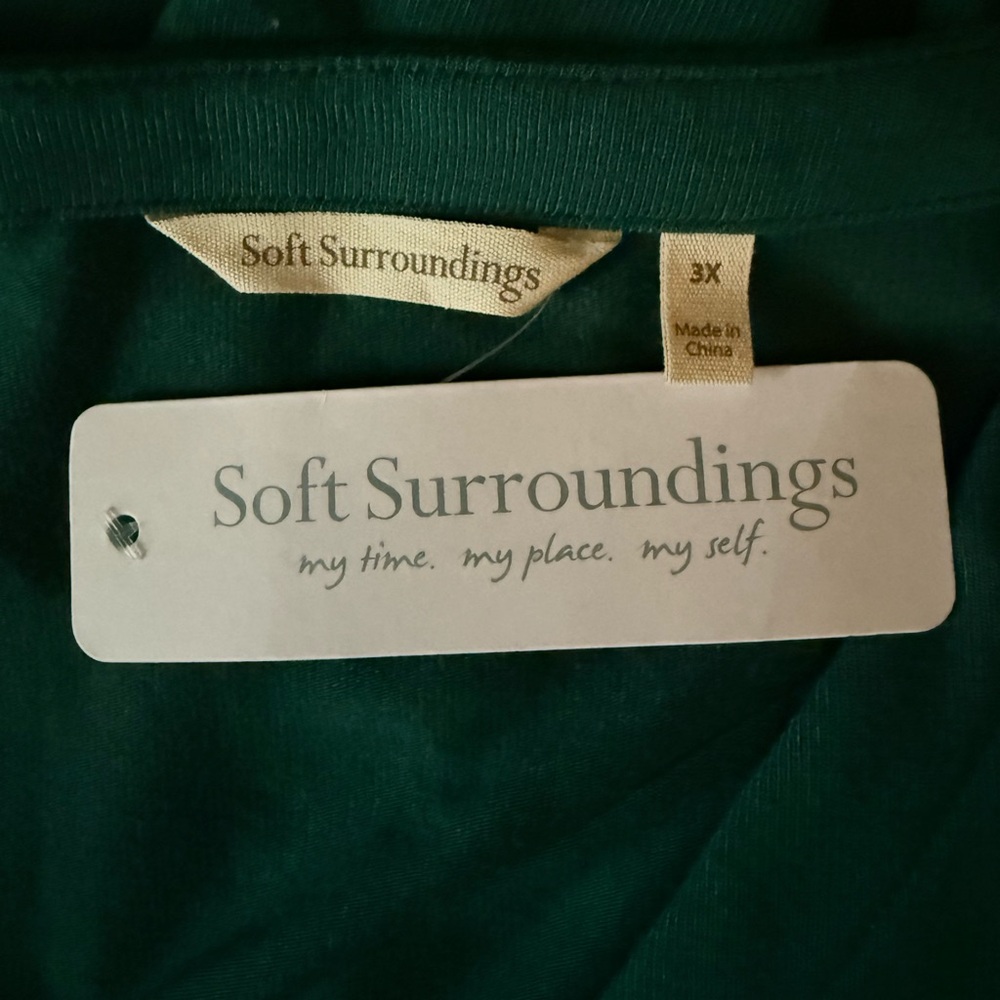 Soft Surroundings
3X
Made in
China
Soft Surroundings
my time. my place. my self.